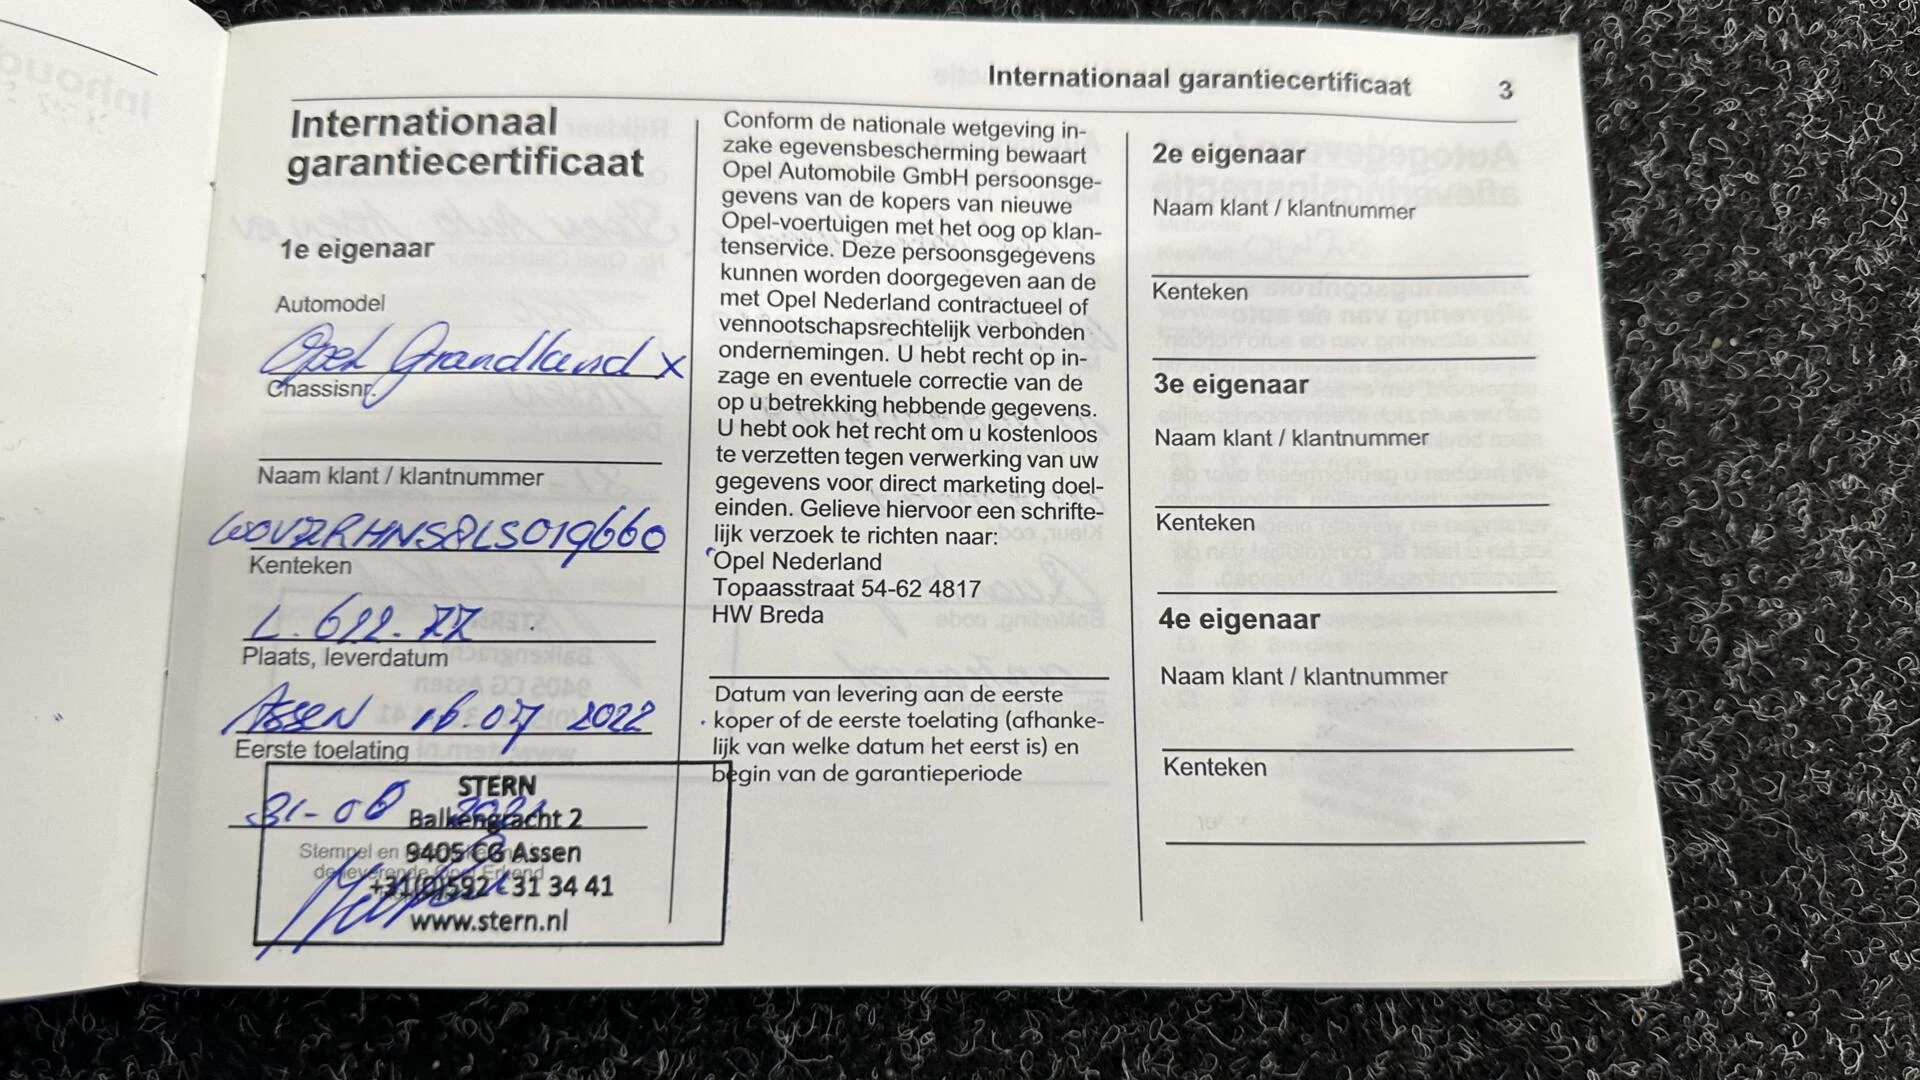 Internationaal garantiecertificaat 3
Internationaal
garantiecertificaat
1e eigenaar
Automodel
Opel Grandland X
Chassisnr.
Naam klant / klantnummer
W0VZRHNS8LS019660
Kenteken
L.622.ZZ
Plaats, leverdatum
Assen 16.07 2022
Eerste toelating
31-08 2021
Stempel en
de leverende Opel Erkend
STERN
Balkengracht 2
9405 CG Assen
+31(0)592 31 34 41
www.stern.nl
Conform de nationale wetgeving in-
zake egevensbescherming bewaart
Opel Automobile GmbH persoonsge-
gevens van de kopers van nieuwe
Opel-voertuigen met het oog op klan-
tenservice. Deze persoonsgegevens
kunnen worden doorgegeven aan de
met Opel Nederland contractueel of
vennootschapsrechtelijk verbonden
ondernemingen. U hebt recht op in-
zage en eventuele correctie van de
op u betrekking hebbende gegevens.
U hebt ook het recht om u kostenloos
te verzetten tegen verwerking van uw
gegevens voor direct marketing doel-
einden. Gelieve hiervoor een schrifte-
lijk verzoek te richten naar:
Opel Nederland
Topaasstraat 54-62 4817
HW Breda
Datum van levering aan de eerste
koper of de eerste toelating (afhanke-
lijk van welke datum het eerst is) en
begin van de garantieperiode
2e eigenaar
Naam klant / klantnummer
Kenteken
3e eigenaar
Naam klant / klantnummer
Kenteken
4e eigenaar
Naam klant / klantnummer
Kenteken